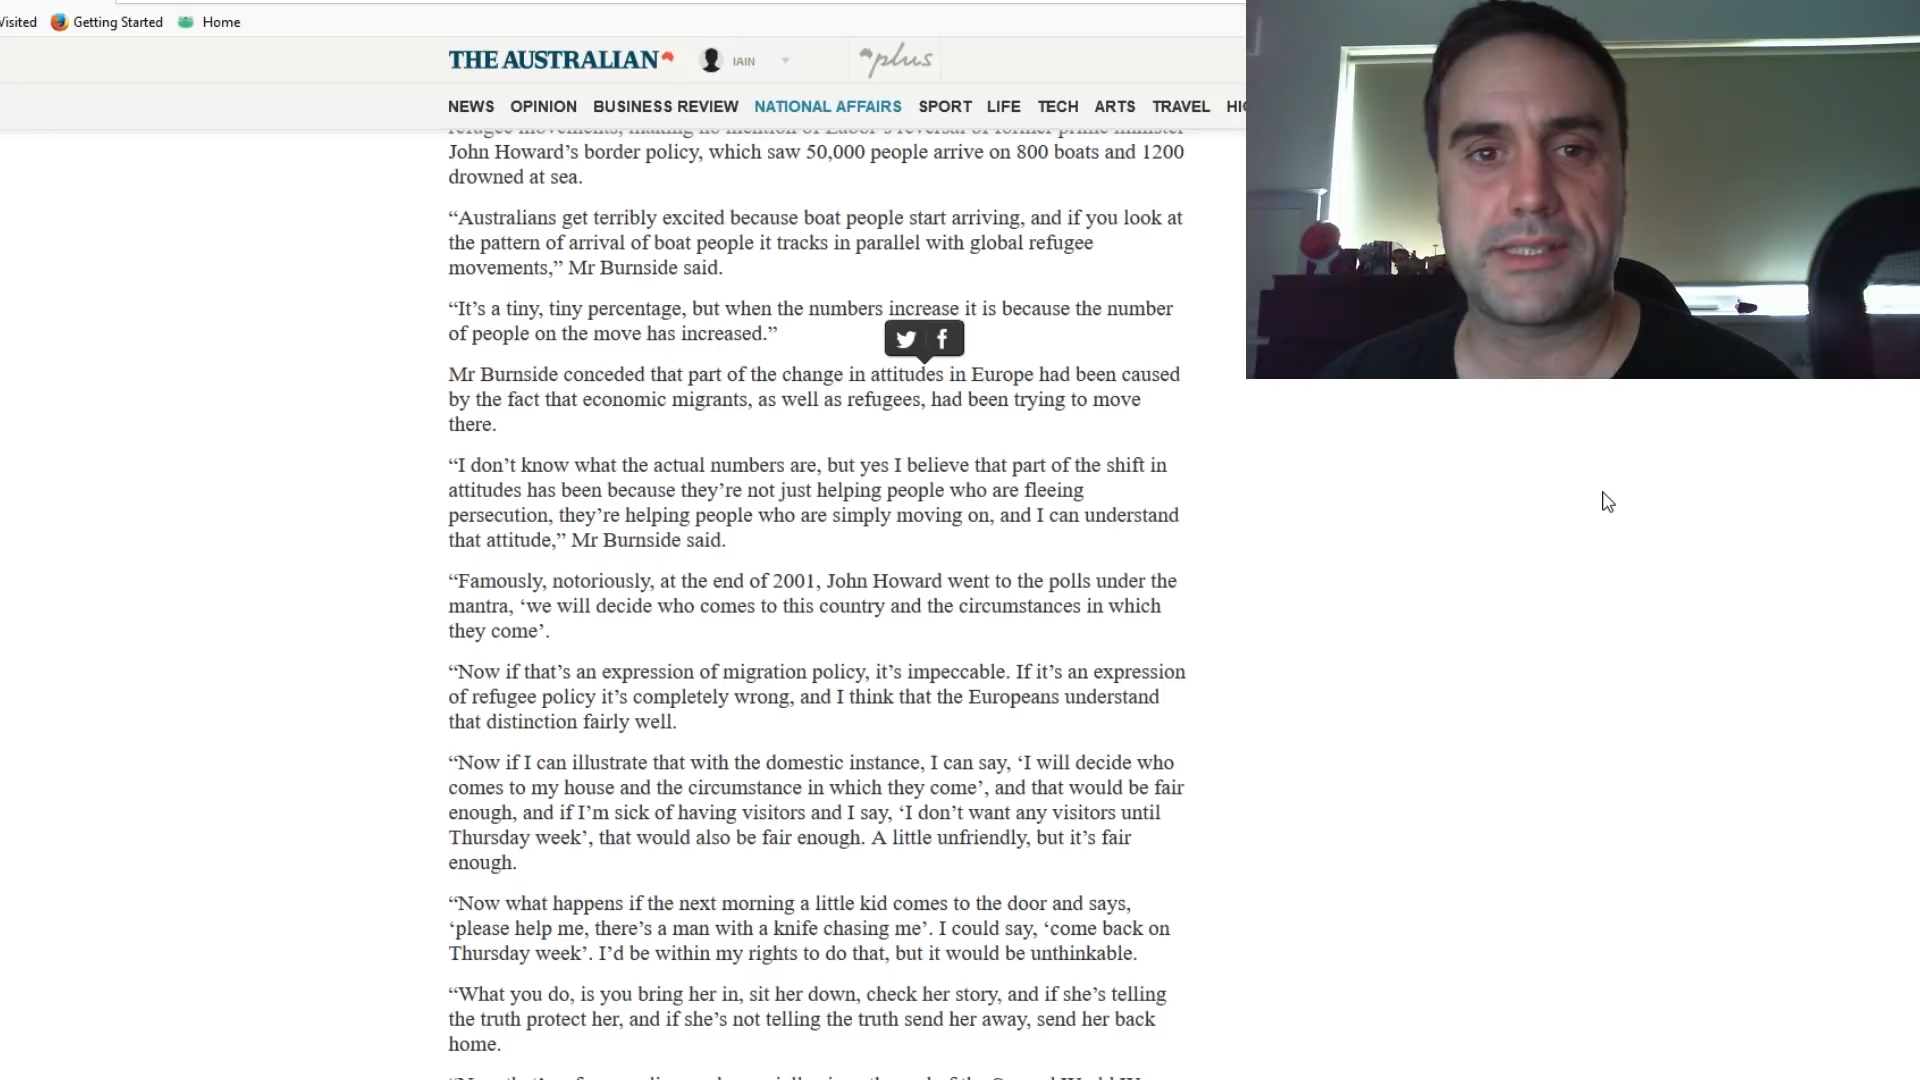 Visited Getting Started Home
THE AUSTRALIAN IAIN plus
NEWS OPINION BUSINESS REVIEW NATIONAL AFFAIRS SPORT LIFE TECH ARTS TRAVEL
refugee movements, making no mention of Labor’s reversal of former prime minister
John Howard’s border policy, which saw 50,000 people arrive on 800 boats and 1200
drowned at sea.
“Australians get terribly excited because boat people start arriving, and if you look at
the pattern of arrival of boat people it tracks in parallel with global refugee
movements,” Mr Burnside said.
“It’s a tiny, tiny percentage, but when the numbers increase it is because the number
of people on the move has increased.”
Mr Burnside conceded that part of the change in attitudes in Europe had been caused
by the fact that economic migrants, as well as refugees, had been trying to move
there.
“I don’t know what the actual numbers are, but yes I believe that part of the shift in
attitudes has been because they’re not just helping people who are fleeing
persecution, they’re helping people who are simply moving on, and I can understand
that attitude,” Mr Burnside said.
“Famously, notoriously, at the end of 2001, John Howard went to the polls under the
mantra, ‘we will decide who comes to this country and the circumstances in which
they come’.
“Now if that’s an expression of migration policy, it’s impeccable. If it’s an expression
of refugee policy it’s completely wrong, and I think that the Europeans understand
that distinction fairly well.
“Now if I can illustrate that with the domestic instance, I can say, ‘I will decide who
comes to my house and the circumstance in which they come’, and that would be fair
enough, and if I’m sick of having visitors and I say, ‘I don’t want any visitors until
Thursday week’, that would also be fair enough. A little unfriendly, but it’s fair
enough.
“Now what happens if the next morning a little kid comes to the door and says,
‘please help me, there’s a man with a knife chasing me’. I could say, ‘come back on
Thursday week’. I’d be within my rights to do that, but it would be unthinkable.
“What you do, is you bring her in, sit her down, check her story, and if she’s telling
the truth protect her, and if she’s not telling the truth send her away, send her back
home.